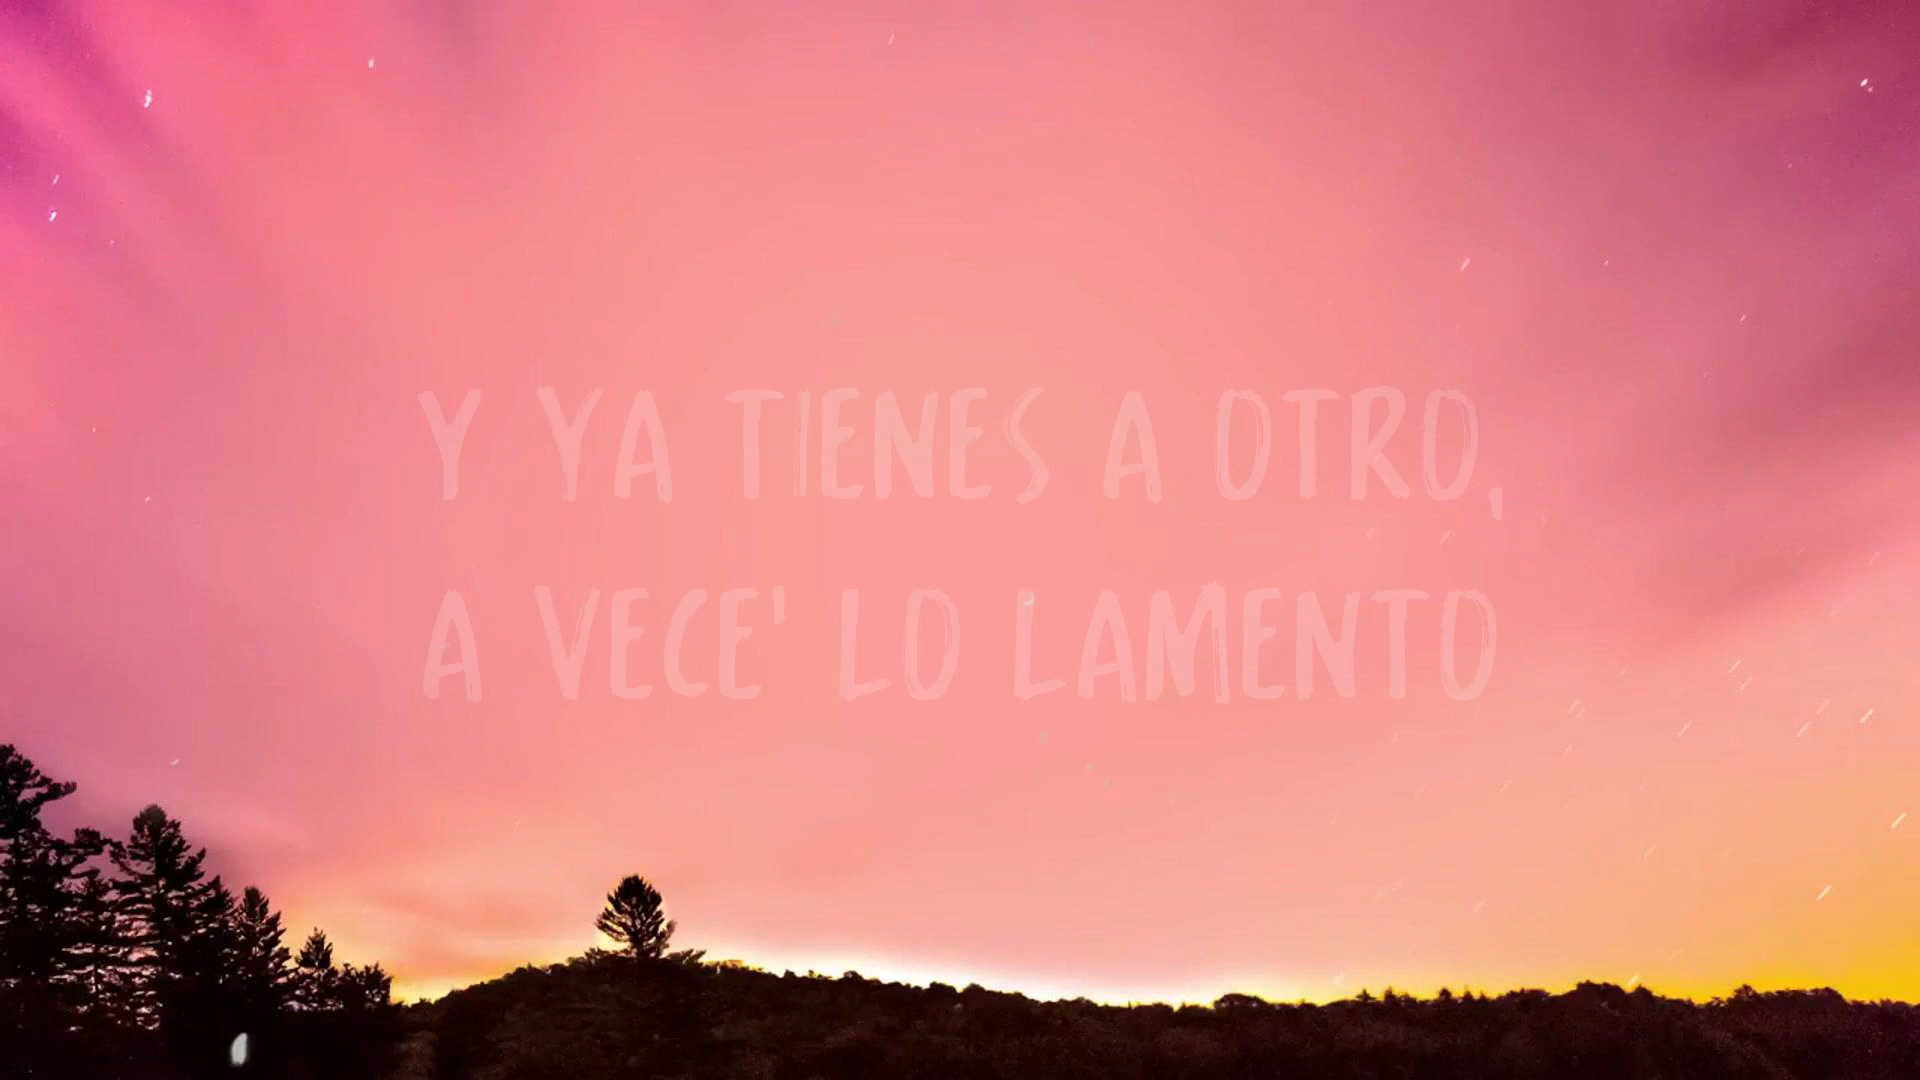 Y YA TIENES A OTRO,
A VECE' LO LAMENTO